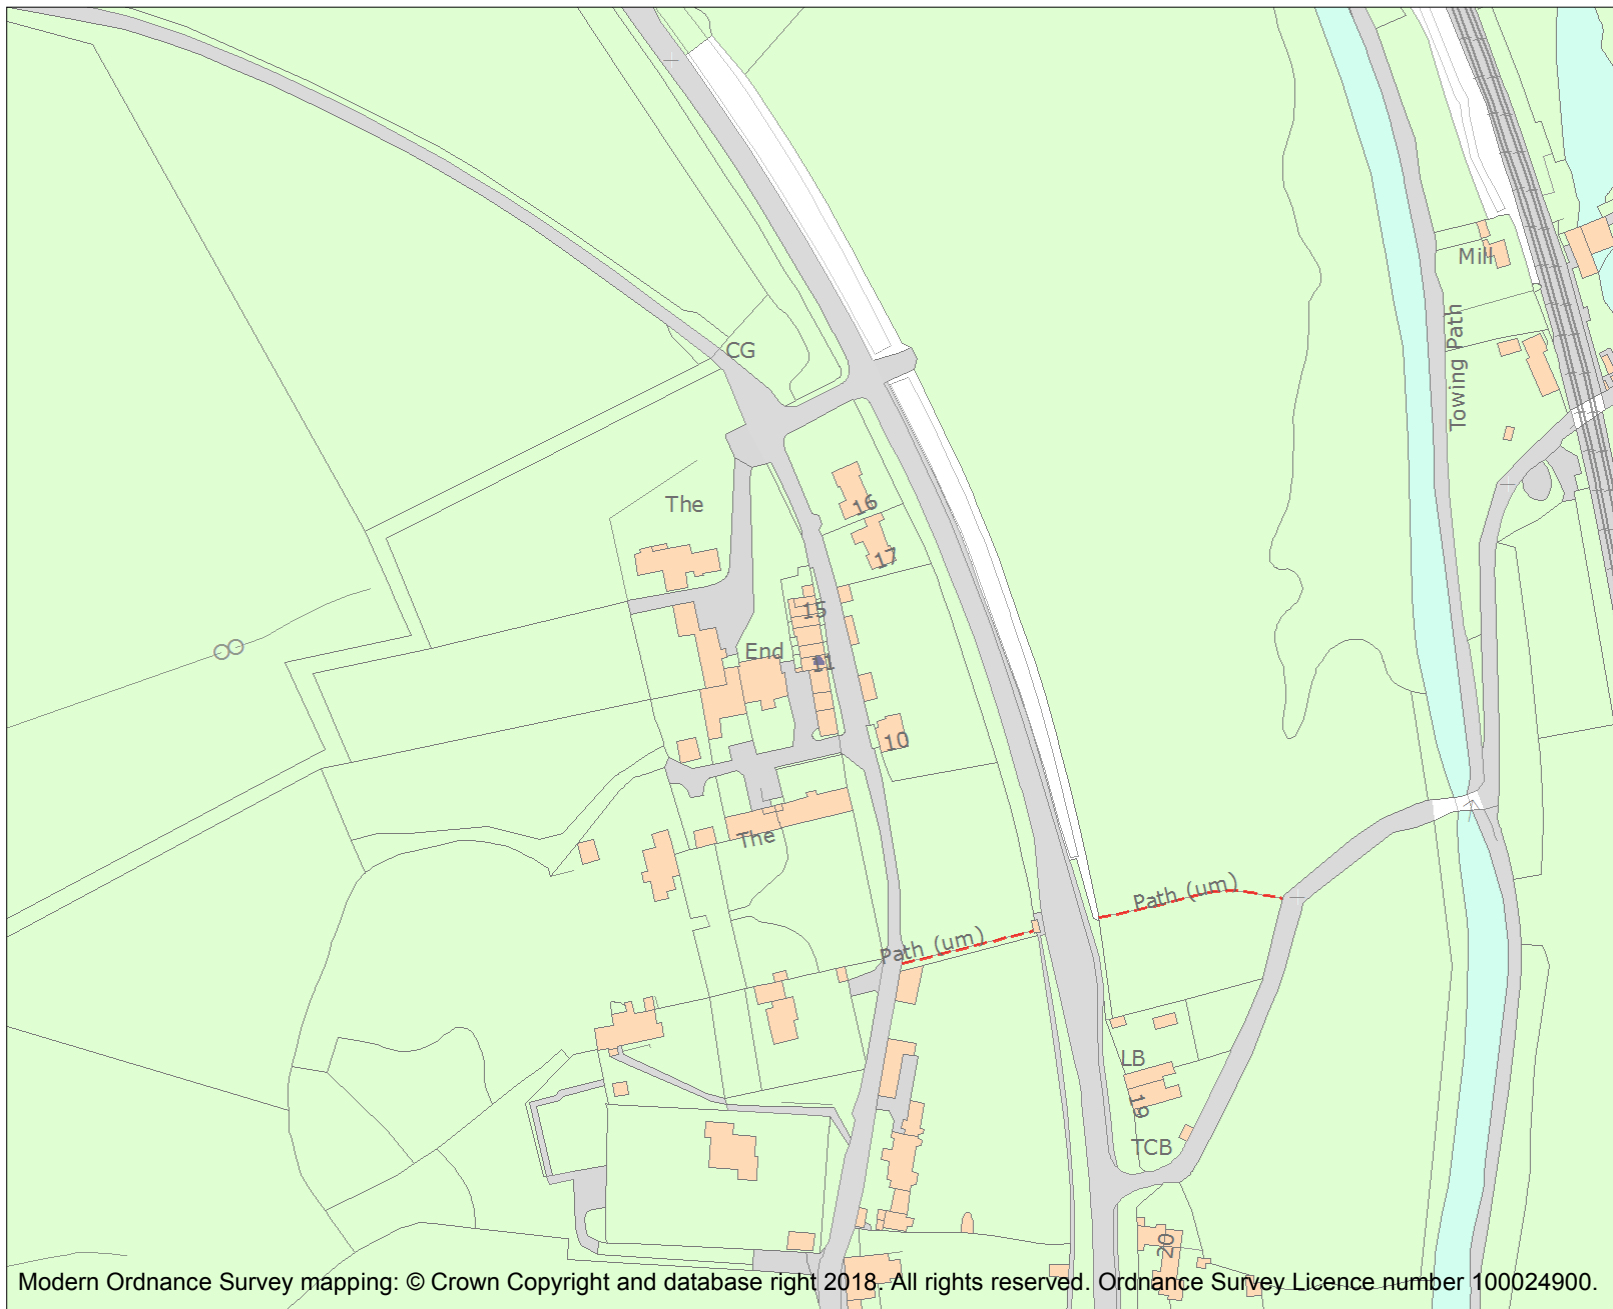 Mill
Towing Path
CG
The
16
17
15
End
11
10
The
Path (um)
Path (um)
LB
19
TCB
20
Modern Ordnance Survey mapping: © Crown Copyright and database right 2018. All rights reserved. Ordnance Survey Licence number 100024900.